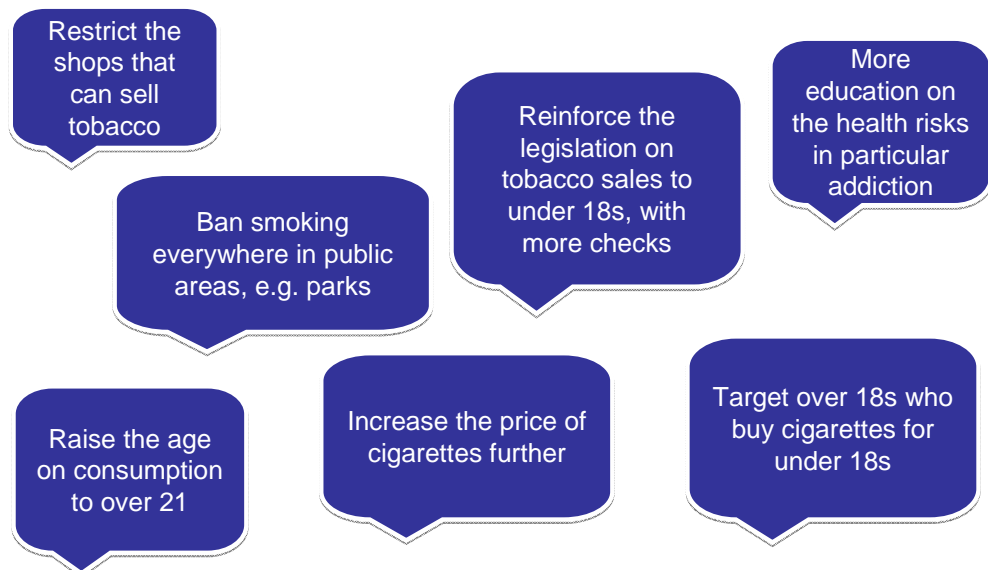 Restrict the
shops that
can sell
tobacco
More
education on
the health risks
in particular
addiction
Reinforce the
legislation on
tobacco sales to
under 18s, with
more checks
Ban smoking
everywhere in public
areas, e.g. parks
Raise the age
on consumption
to over 21
Increase the price of
cigarettes further
Target over 18s who
buy cigarettes for
under 18s